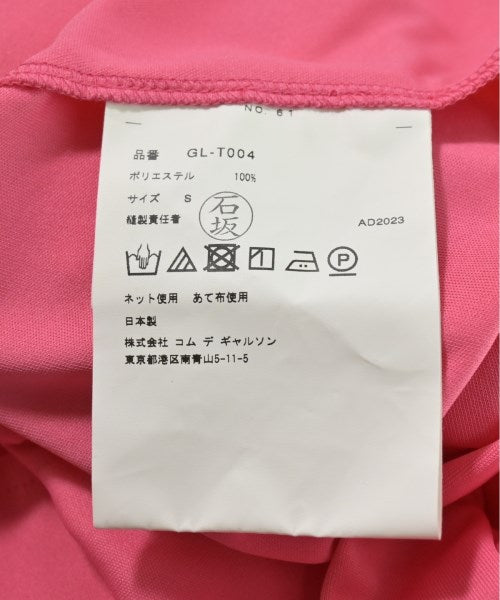 NO. 61
品番 GL-T004
ポリエステル 100%
サイズ S
縫製責任者 石坂 AD2023
P
ネット使用 あて布使用
日本製
株式会社 コム デ ギャルソン
東京都港区南青山5-11-5